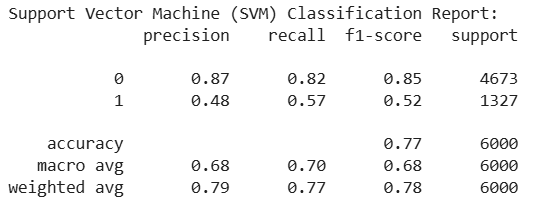 Support Vector Machine (SVM) Classification Report:
precision recall f1-score support
0 0.87 0.82 0.85 4673
1 0.48 0.57 0.52 1327
accuracy 0.77 6000
macro avg 0.68 0.70 0.68 6000
weighted avg 0.79 0.77 0.78 6000